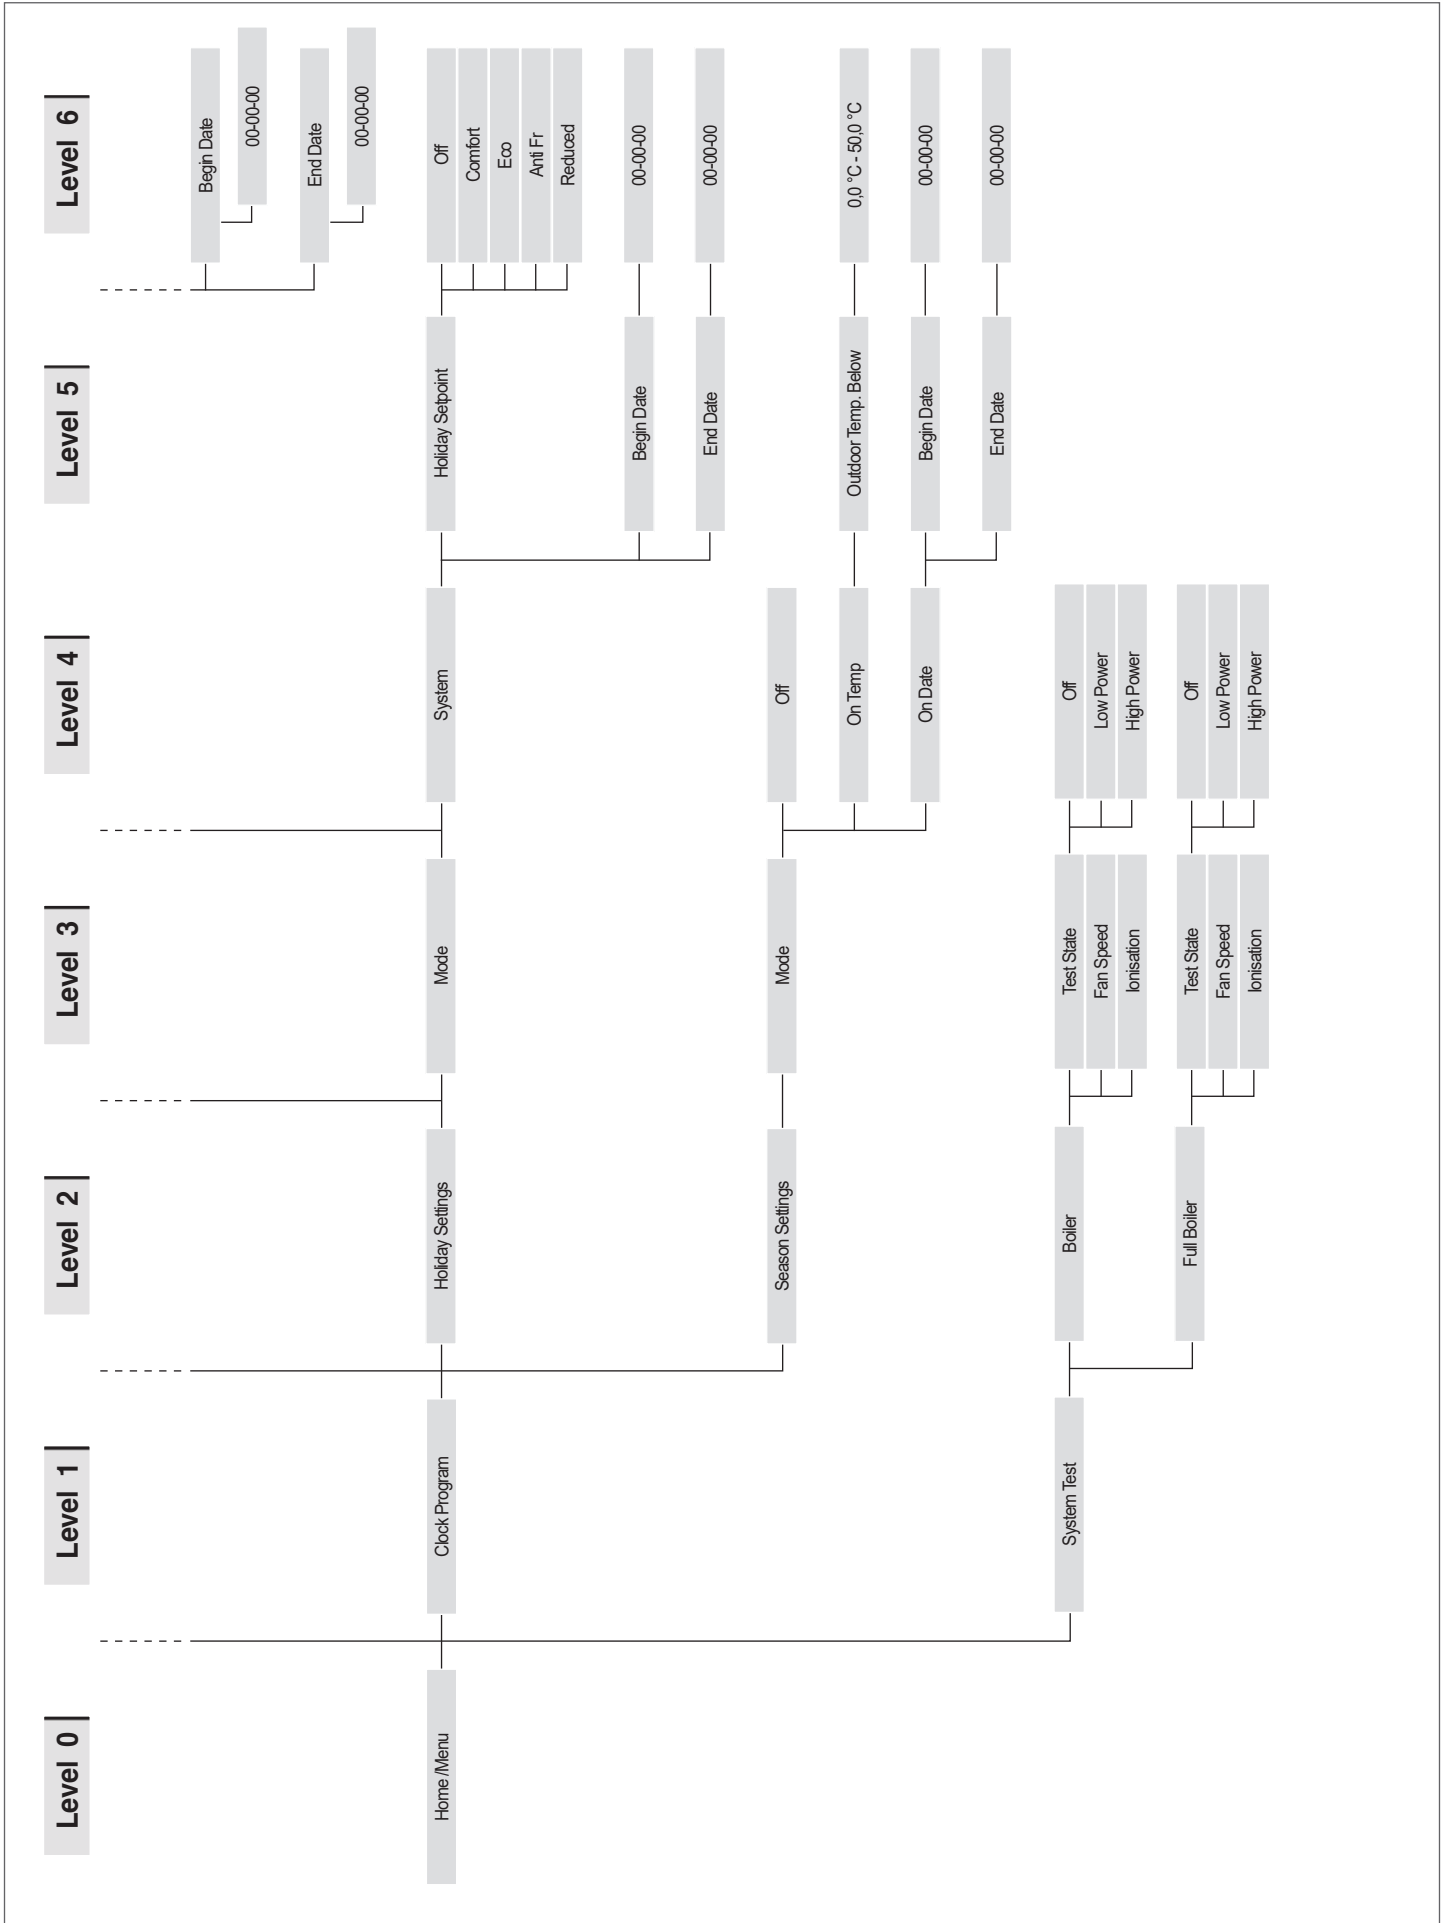 Level 0
Level 1
Level 2
Level 3
Level 4
Level 5
Level 6
Begin Date
00-00-00
End Date
00-00-00
Home /Menu
Clock Program
Holiday Settings
Mode
System
Holiday Setpoint
Off
Comfort
Eco
Anti Fr
Reduced
Begin Date
00-00-00
End Date
00-00-00
Season Settings
Mode
Off
On Temp
Outdoor Temp. Below
0,0 °C - 50,0 °C
On Date
Begin Date
00-00-00
End Date
00-00-00
System Test
Boiler
Test State
Off
Fan Speed
Low Power
Ionisation
High Power
Full Boiler
Test State
Off
Fan Speed
Low Power
Ionisation
High Power